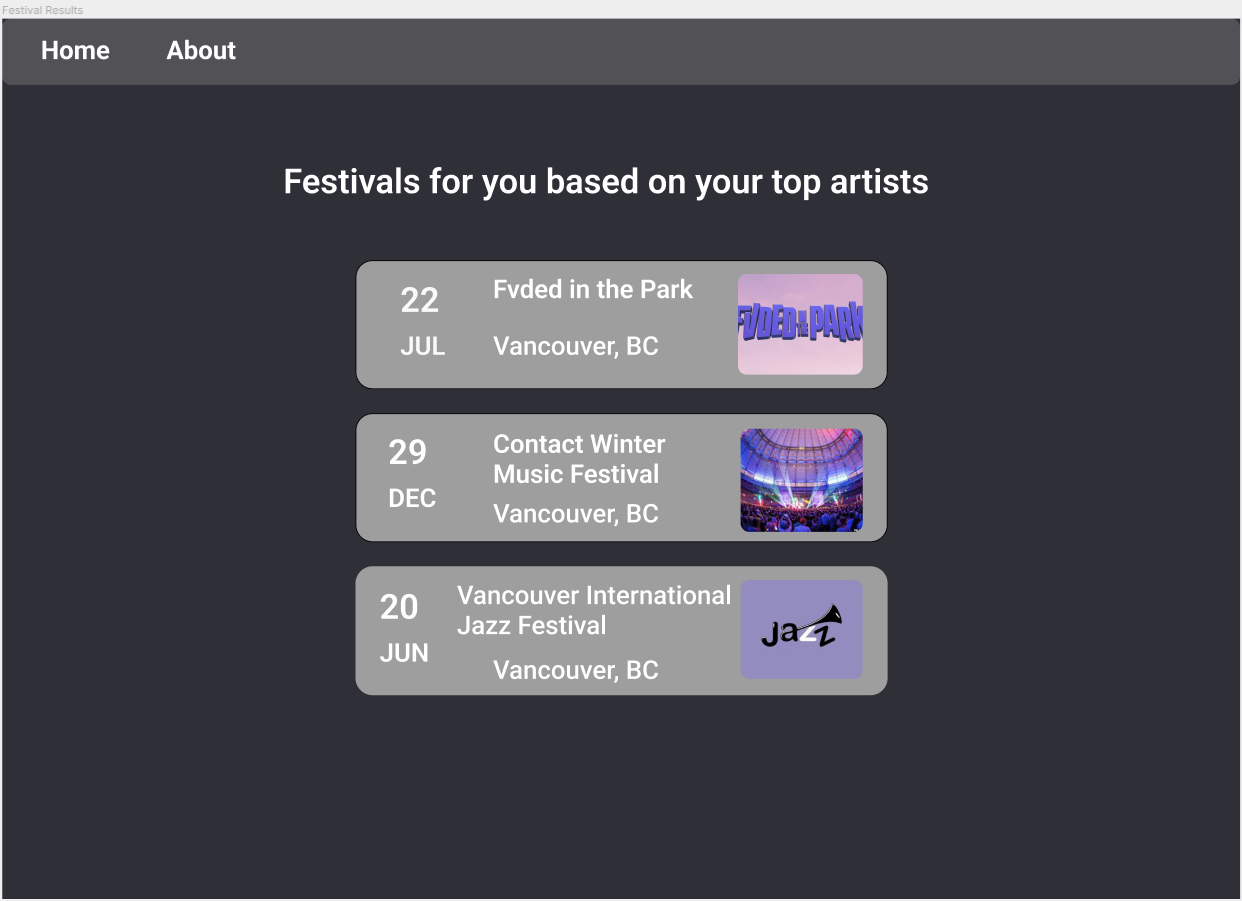 Festival Results
Home About
Festivals for you based on your top artists
22
JUL
Fvded in the Park
Vancouver, BC
FVDED IN THE PARK
29
DEC
Contact Winter
Music Festival
Vancouver, BC
20
JUN
Vancouver International
Jazz Festival
Vancouver, BC
Jazz